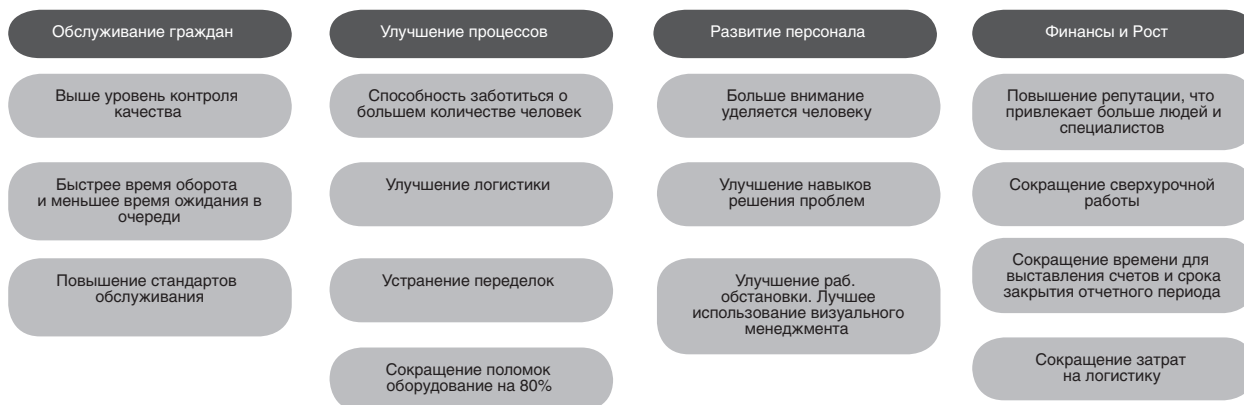 Обслуживание граждан
Выше уровень контроля
качества
Быстрее время оборота
и меньшее время ожидания в
очереди
Повышение стандартов
обслуживания
Улучшение процессов
Способность заботиться о
большем количестве человек
Улучшение логистики
Устранение переделок
Сокращение поломок
оборудование на 80%
Развитие персонала
Больше внимание
уделяется человеку
Улучшение навыков
решения проблем
Улучшение раб.
обстановки. Лучшее
использование визуального
менеджмента
Финансы и Рост
Повышение репутации, что
привлекает больше людей и
специалистов
Сокращение сверхурочной
работы
Сокращение времени для
выставления счетов и срока
закрытия отчетного периода
Сокращение затрат
на логистику